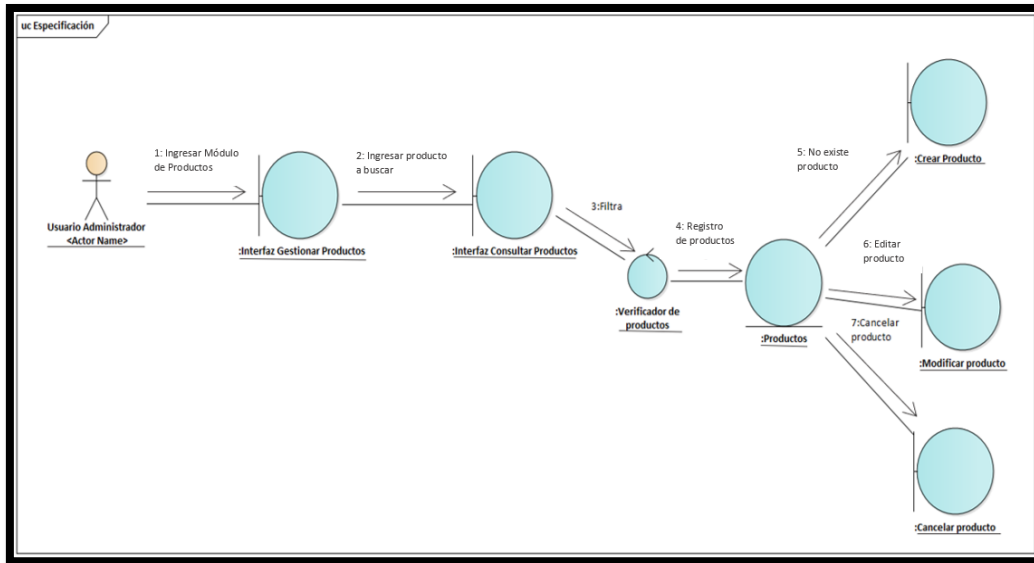 uc Especificación
1: Ingresar Módulo
de Productos
2: Ingresar producto
a buscar
3:Filtra
4: Registro
de productos
5: No existe
producto
6: Editar
producto
7:Cancelar
producto
Usuario Administrador
<Actor Name>
:Interfaz Gestionar Productos
:Interfaz Consultar Productos
:Verificador de
productos
:Productos
:Crear Producto
:Modificar producto
:Cancelar producto